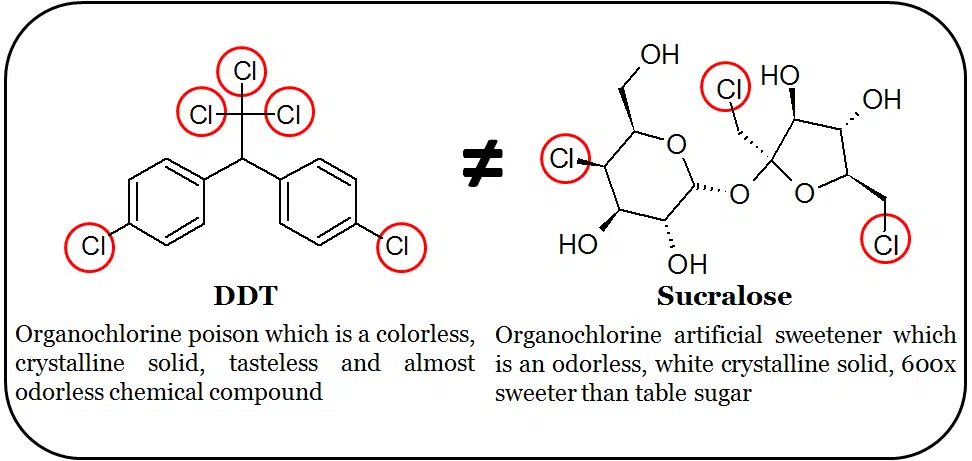 Cl
Cl Cl
Cl Cl
DDT
Organochlorine poison which is a colorless,
crystalline solid, tasteless and almost
odorless chemical compound
≠
OH
Cl HO OH
Cl O
O O
HO OH Cl
Sucralose
Organochlorine artificial sweetener which
is an odorless, white crystalline solid, 600x
sweeter than table sugar